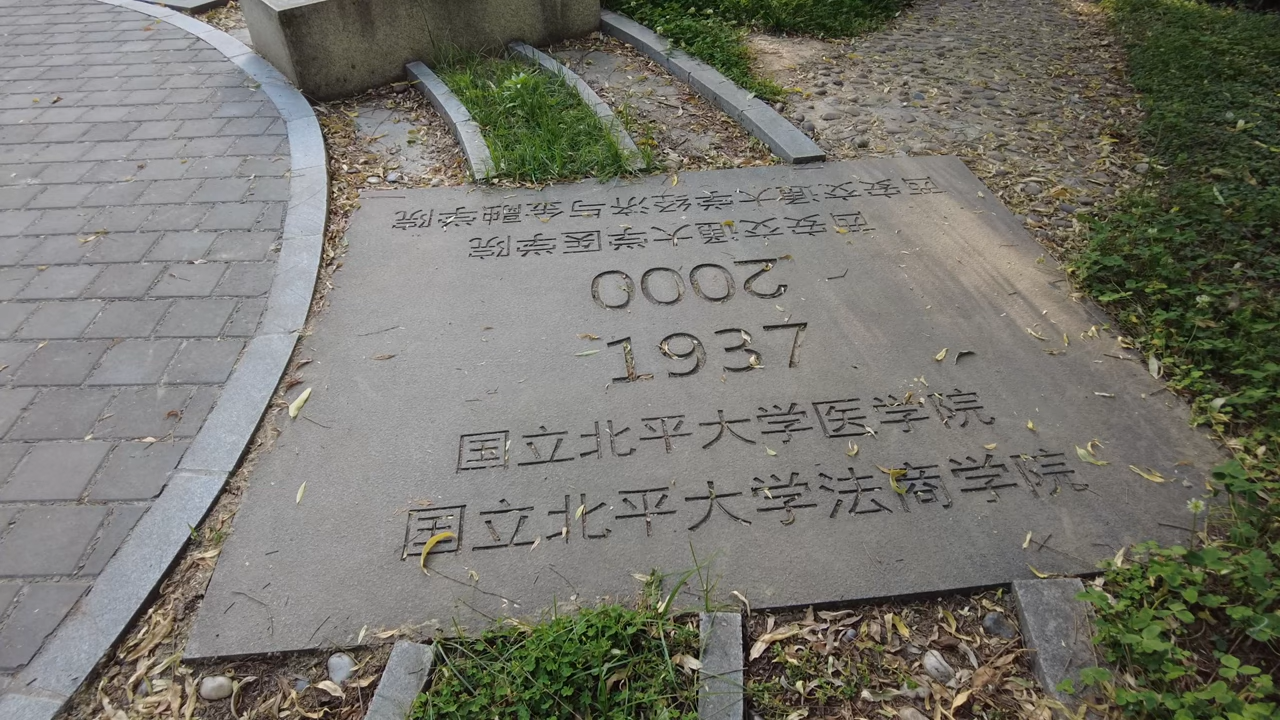 1937
国立北平大学医学院
国立北平大学法商学院
2000
西安交通大学医学院
西安交通大学经济与金融学院